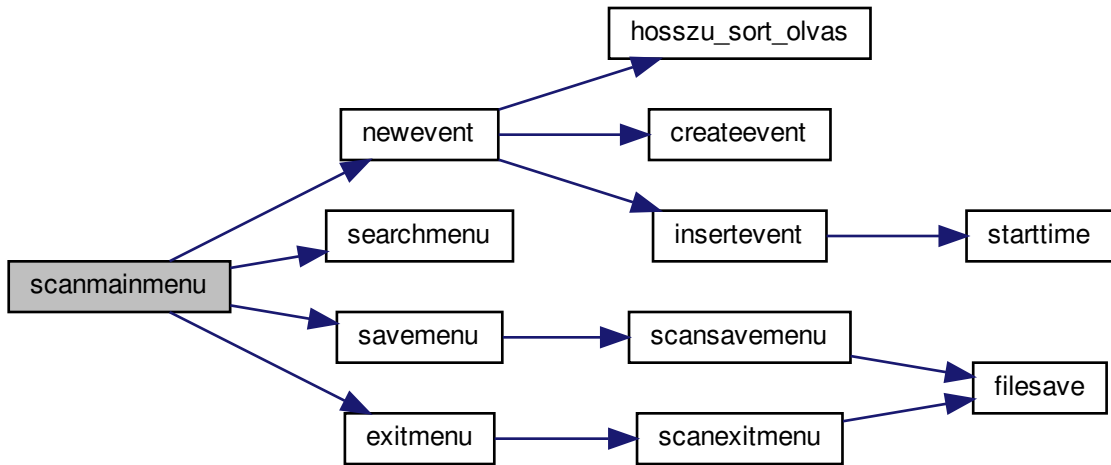 hosszu_sort_olvas
newevent
createevent
searchmenu
insertevent
starttime
scanmainmenu
savemenu
scansavemenu
filesave
exitmenu
scanexitmenu